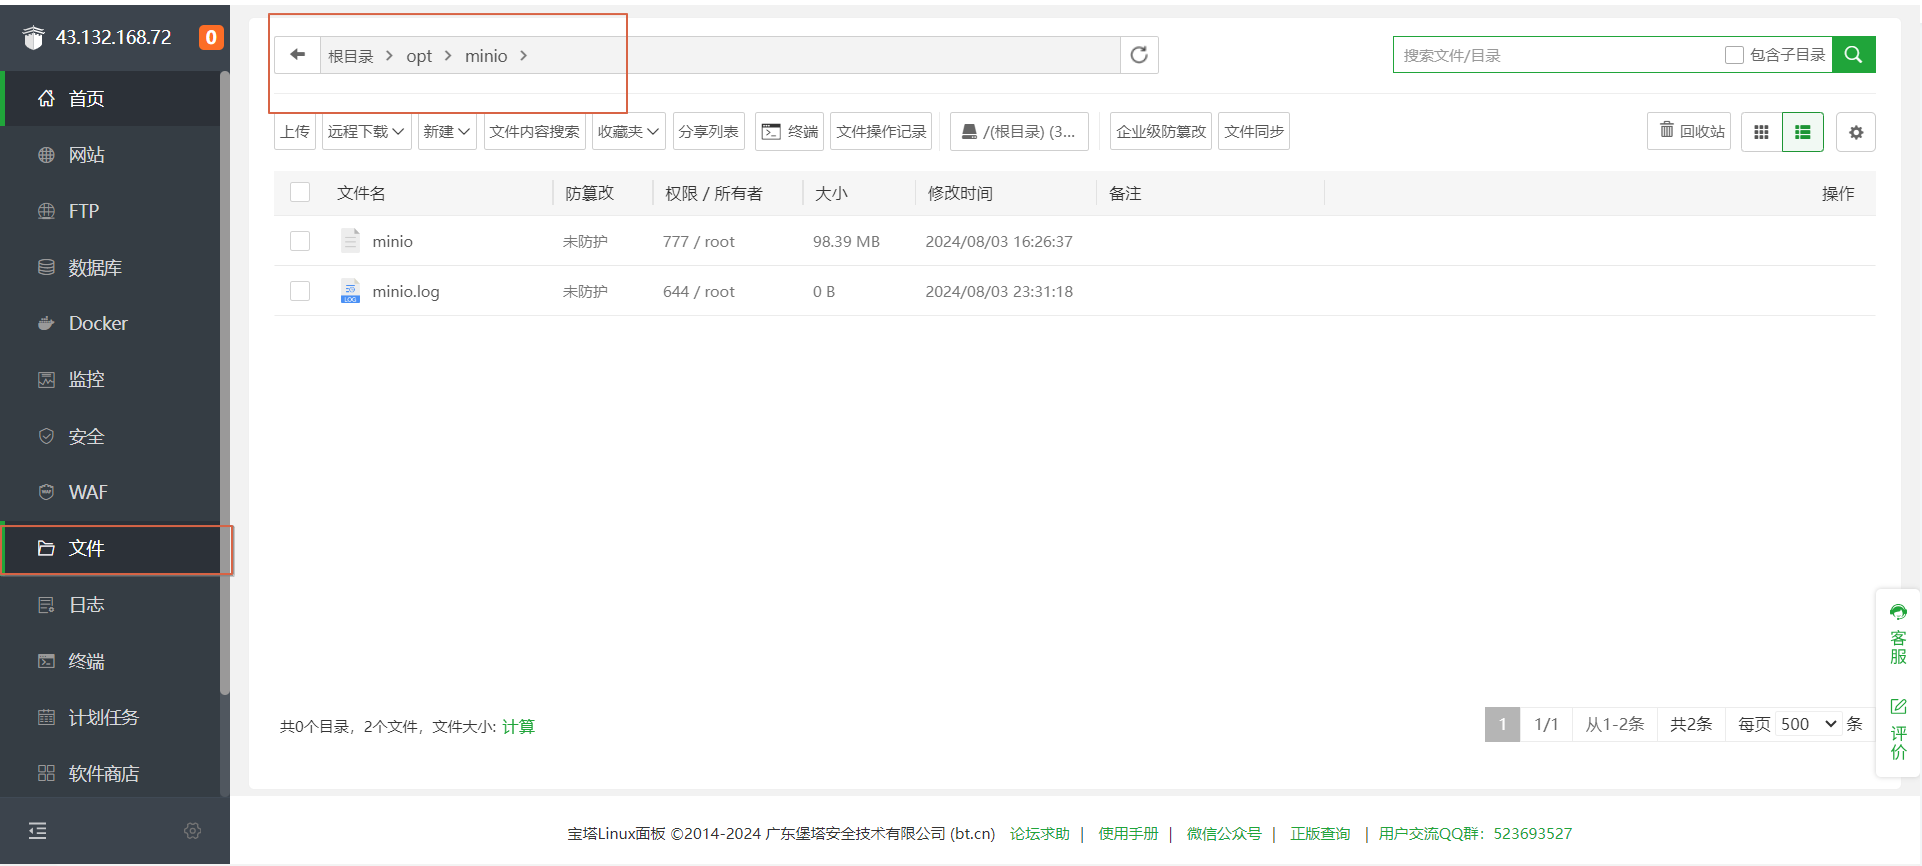 43.132.168.72 0
首页
网站
FTP
数据库
Docker
监控
安全
WAF
文件
日志
终端
计划任务
软件商店
根目录 opt minio
搜索文件/目录 包含子目录
上传 远程下载 新建 文件内容搜索 收藏夹 分享列表 终端 文件操作记录 /(根目录) (3... 企业级防篡改 文件同步 回收站
文件名 防篡改 权限 / 所有者 大小 修改时间 备注 操作
minio 未防护 777 / root 98.39 MB 2024/08/03 16:26:37
LOG minio.log 未防护 644 / root 0 B 2024/08/03 23:31:18
共0个目录，2个文件，文件大小: 计算
1 1/1 从1-2条 共2条 每页 500 条
客服
评价
宝塔Linux面板 ©2014-2024 广东堡塔安全技术有限公司 (bt.cn) 论坛求助 | 使用手册 | 微信公众号 | 正版查询 | 用户交流QQ群：523693527